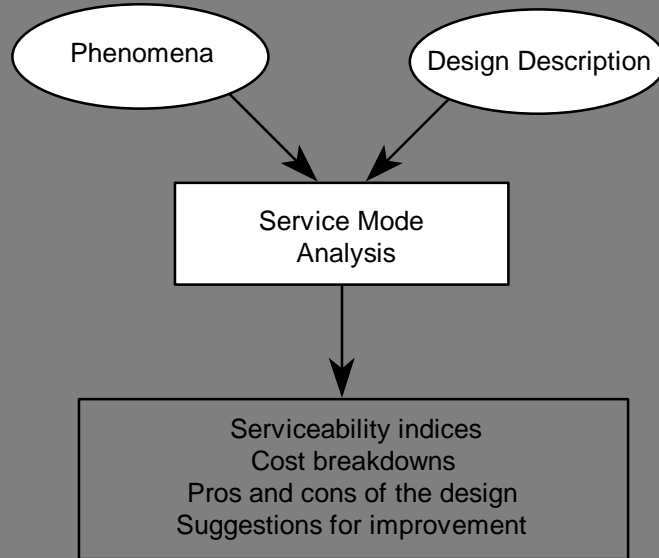 Phenomena
Design Description
Service Mode
Analysis
Serviceability indices
Cost breakdowns
Pros and cons of the design
Suggestions for improvement